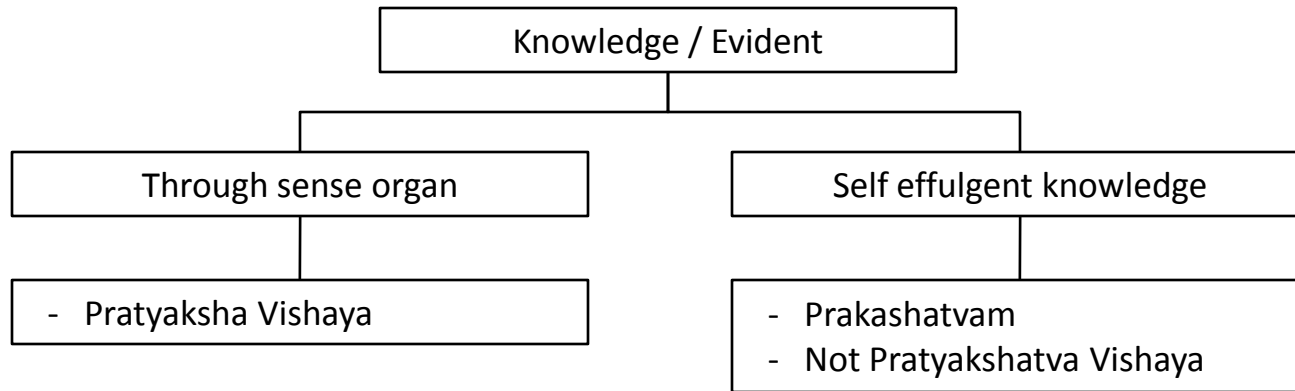 Knowledge / Evident
Through sense organ
Self effulgent knowledge
- Pratyaksha Vishaya
- Prakashatvam
- Not Pratyakshatva Vishaya